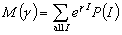 M(γ) = ∑ e^{γI} P(I)
all I